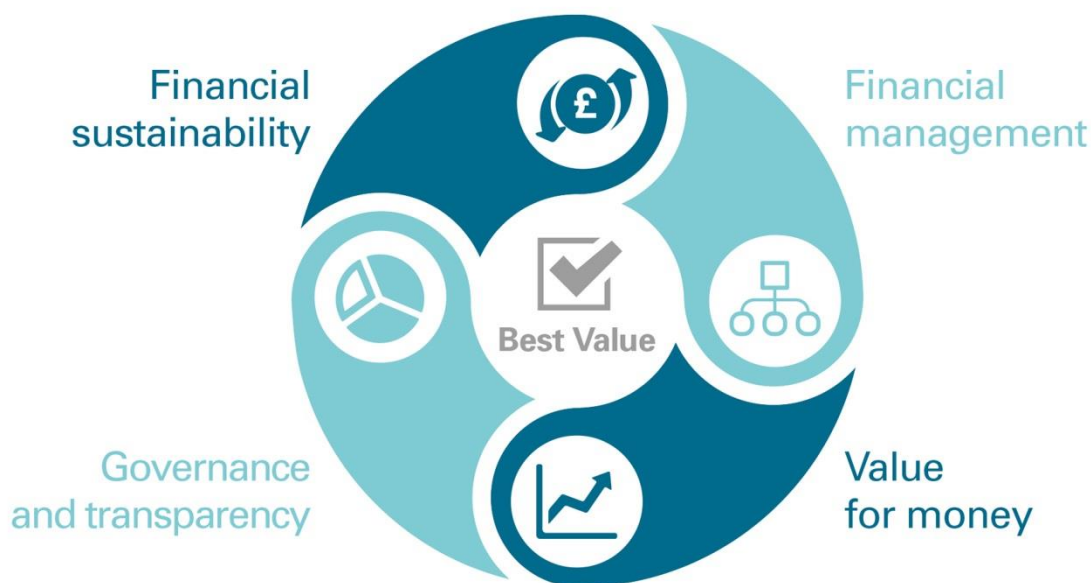 Financial
sustainability
£
Financial
management
Best Value
Governance
and transparency
Value
for money